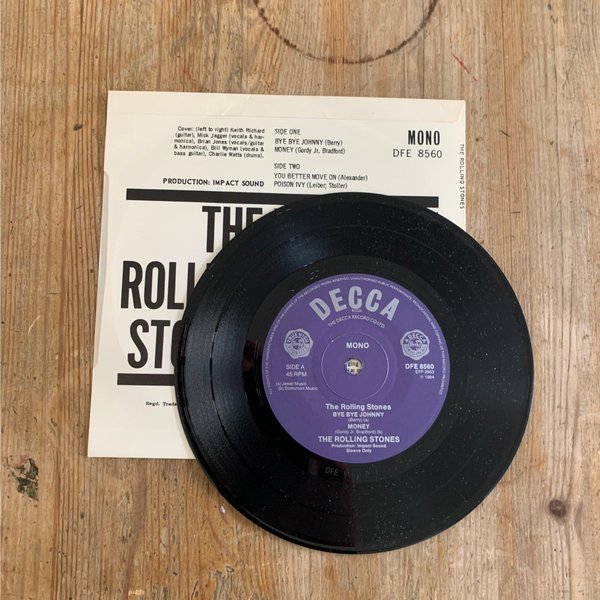 Cover: (left to right) Keith Richard
(guitar), Mick Jagger (vocals & har-
monica), Brian Jones (vocals/guitar
& harmonica), Bill Wyman (vocals &
bass guitar), Charlie Watts (drums).
PRODUCTION: IMPACT SOUND
SIDE ONE
BYE BYE JOHNNY (Berry)
MONEY (Gordy Jr. Bradford)
SIDE TWO
YOU BETTER MOVE ON (Alexander)
POISON IVY (Leiber, Stoller)
MONO
DFE 8560
THE ROLLING STONES
THE
ROLL
STO
Regd. Trade
DECCA
THE DECCA RECORD CO. LTD.
MONO
SIDE A
45 RPM
(a) Jewel Music
(b) Dominion Music
DFE 8560
℗ 1964
The Rolling Stones
BYE BYE JOHNNY
(Berry) (a)
MONEY
(Gordy Jr. Bradford) (b)
THE ROLLING STONES
Production: Impact Sound
Sleeve Only
DFE